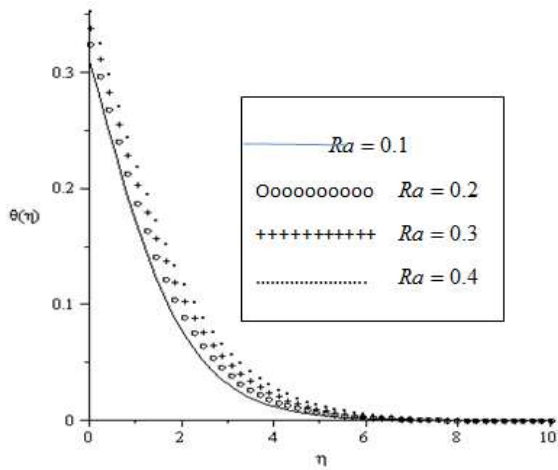 0.3
0.2
θ(η)
0.1
0
0 2 4 6 8 10
η
Ra = 0.1
Ooooooooooo Ra = 0.2
+++++++++++ Ra = 0.3
.................... Ra = 0.4